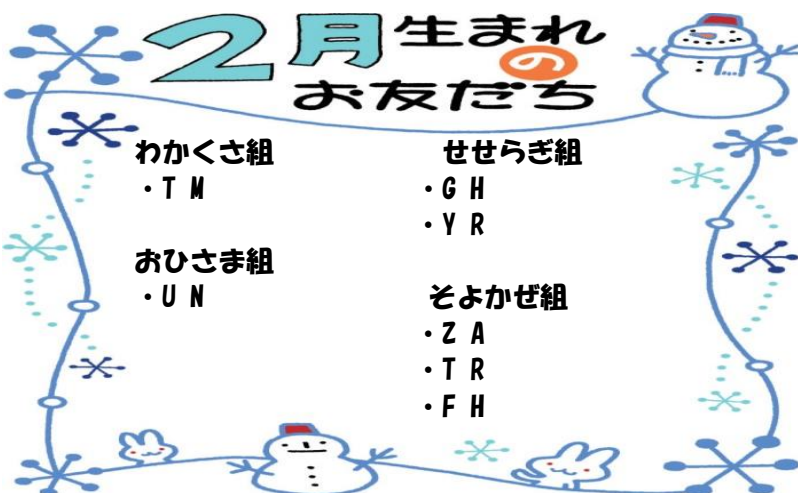 2月生まれ
の
お友だち
わかくさ組
・T M
おひさま組
・U N
せせらぎ組
・G H
・Y R
そよかぜ組
・Z A
・T R
・F H